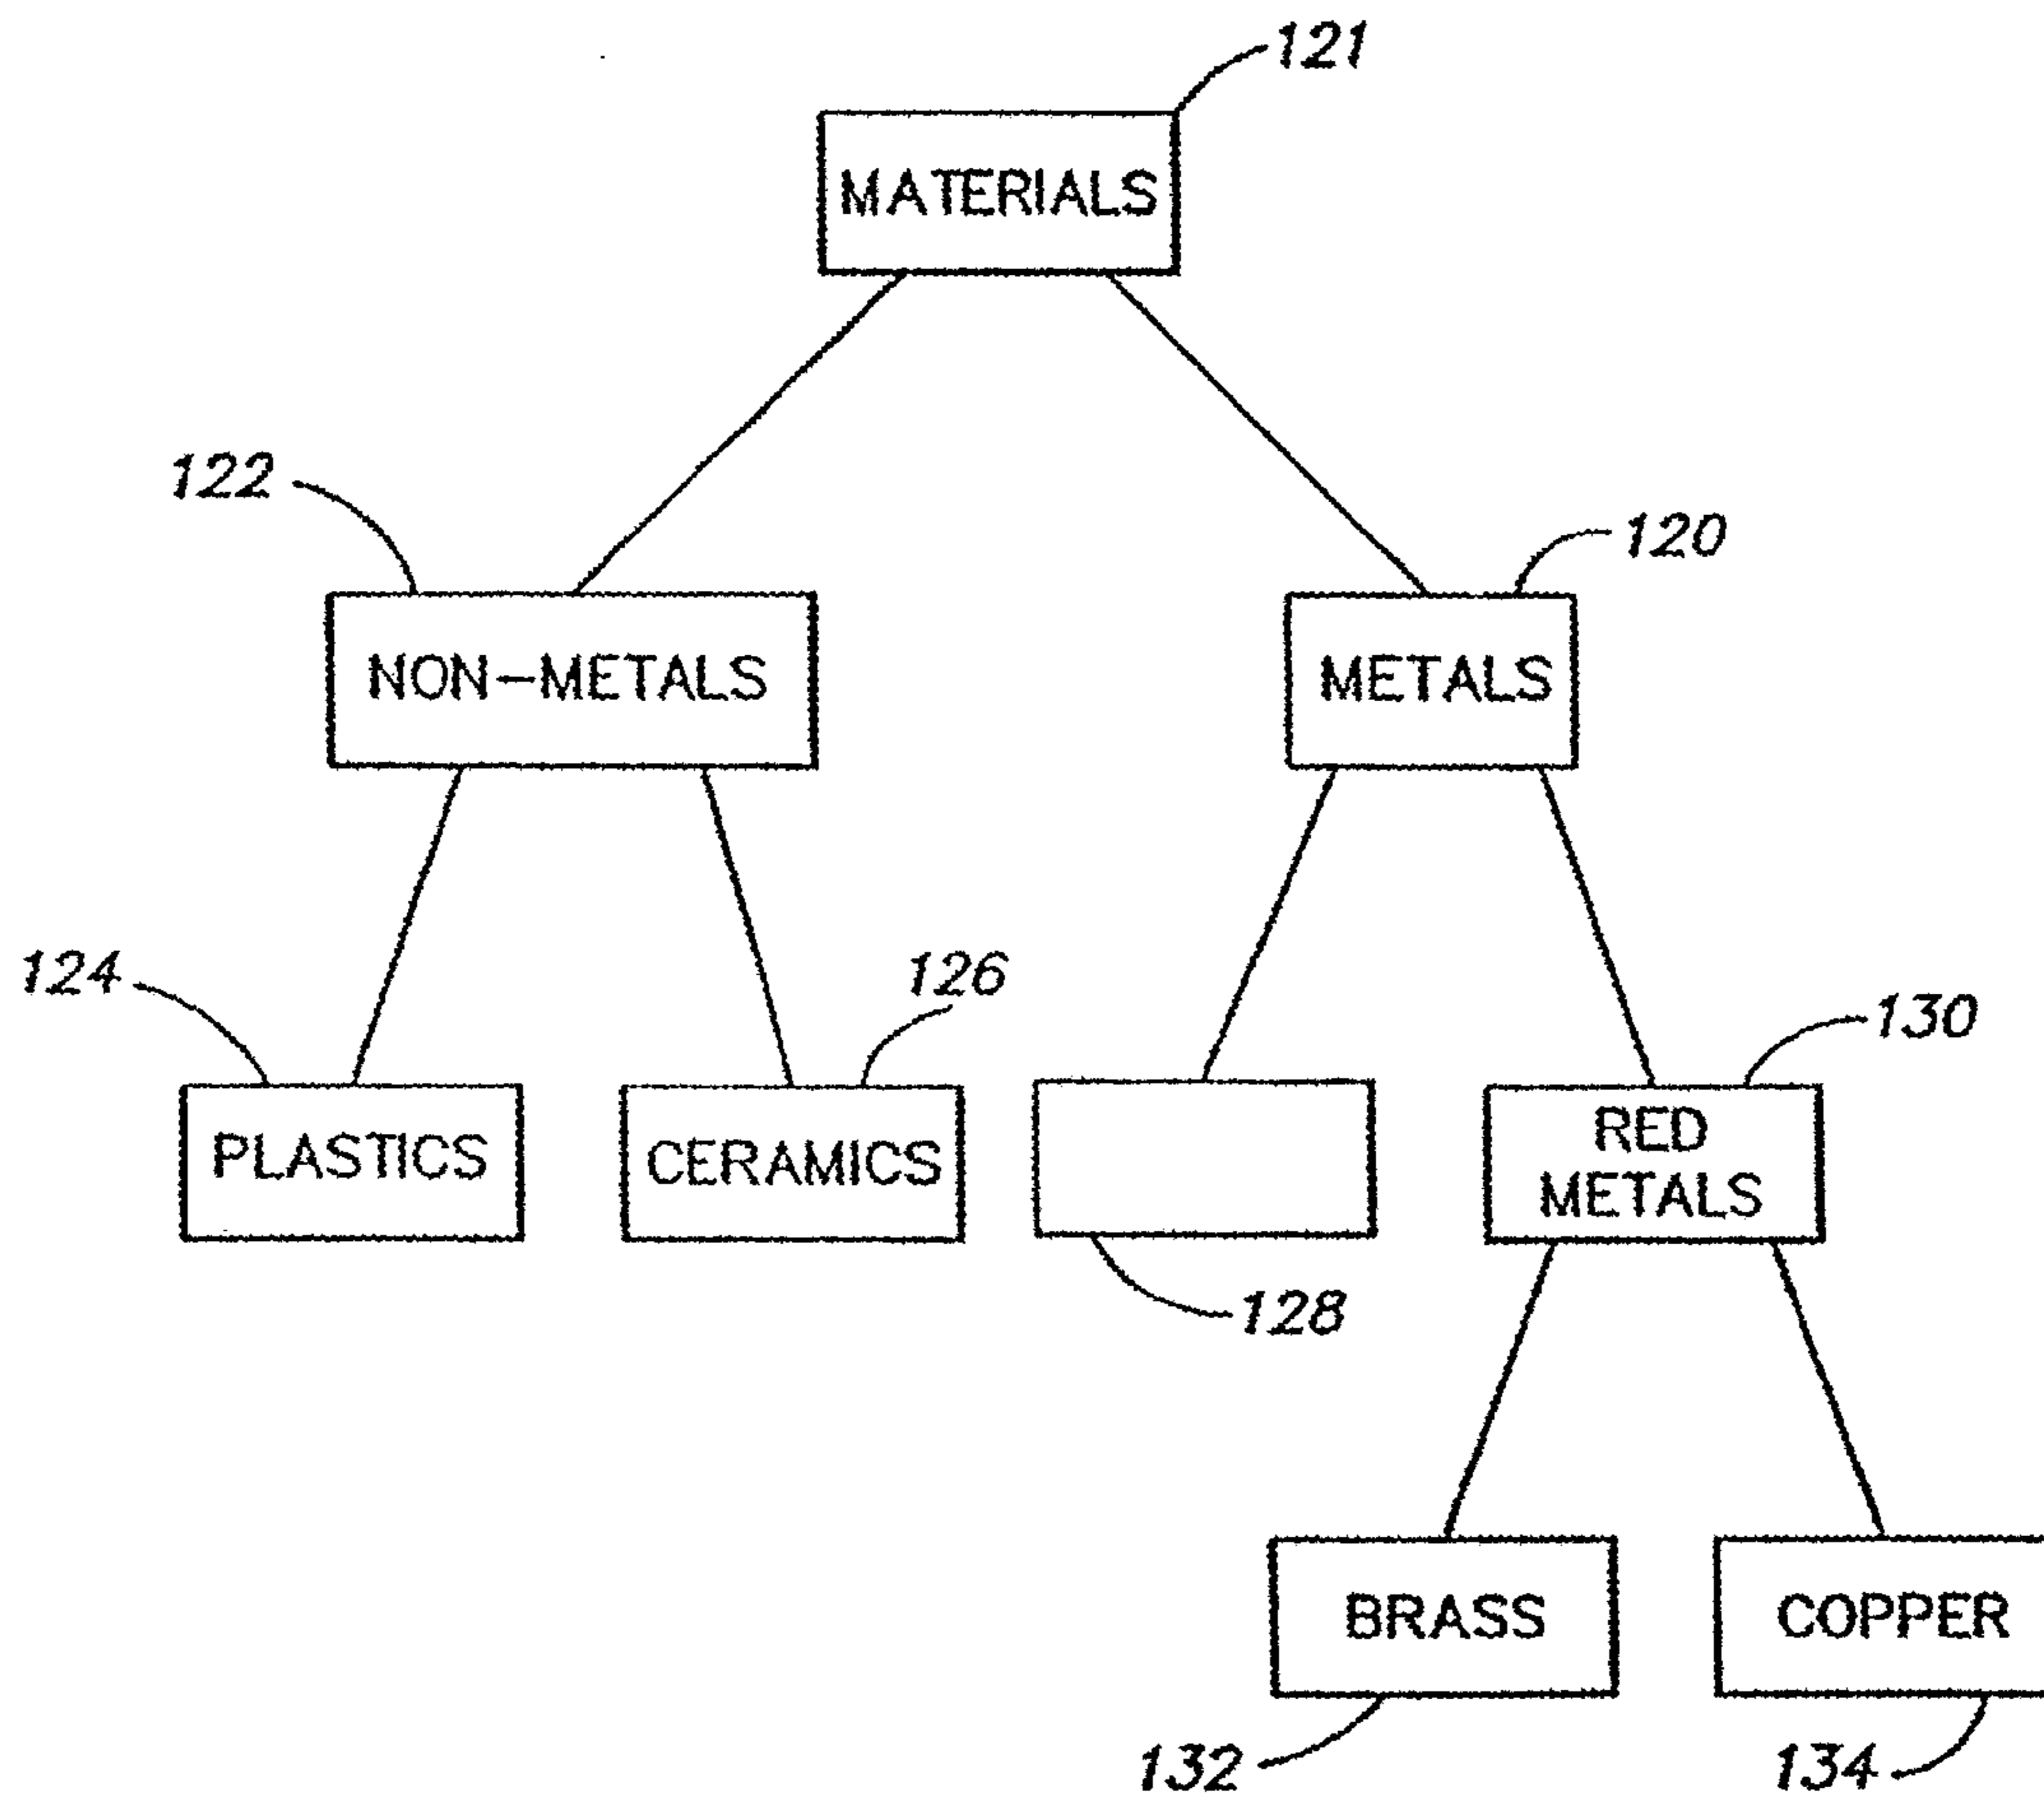 121
MATERIALS
122
120
NON-METALS
METALS
124
126
130
PLASTICS
CERAMICS
RED
METALS
128
BRASS
COPPER
132
134